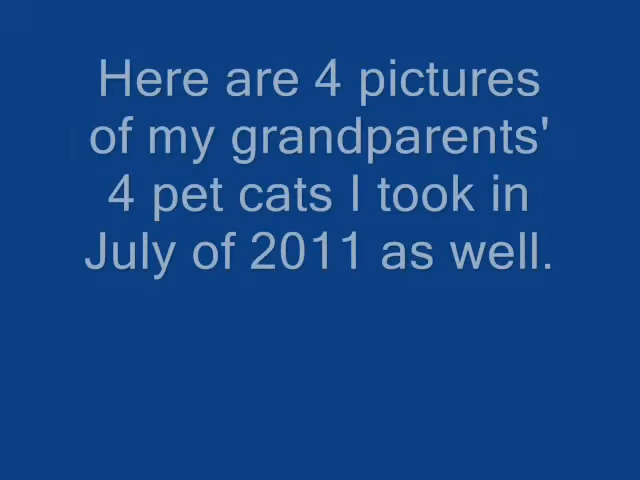 Here are 4 pictures
of my grandparents'
4 pet cats I took in
July of 2011 as well.